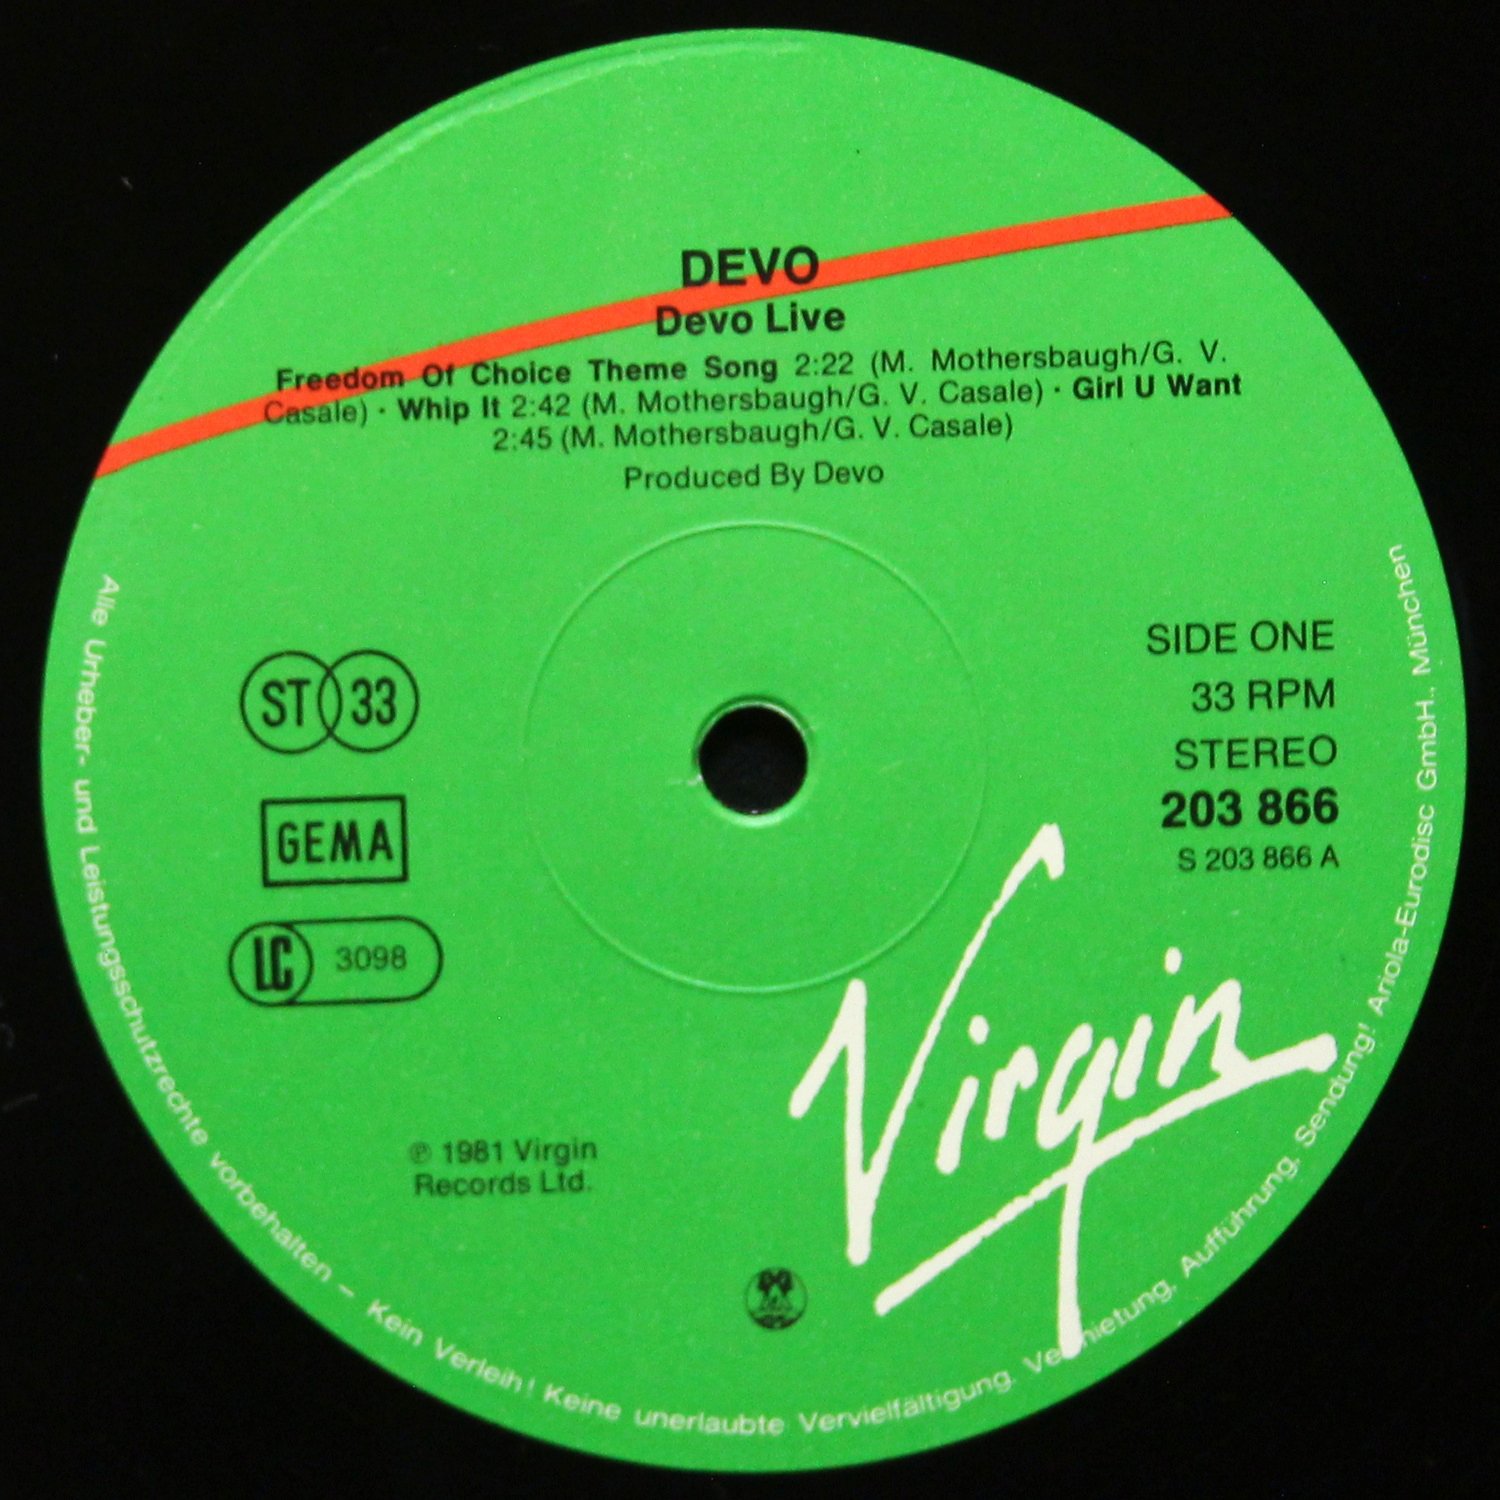 DEVO
Devo Live
Freedom Of Choice Theme Song 2:22 (M. Mothersbaugh/G. V.
Casale) · Whip It 2:42 (M. Mothersbaugh/G. V. Casale) · Girl U Want
2:45 (M. Mothersbaugh/G. V. Casale)
Produced By Devo
ST 33
GEMA
LC 3098
SIDE ONE
33 RPM
STEREO
203 866
S 203 866 A
Virgin
℗ 1981 Virgin
Records Ltd.
Alle Urheber- und Leistungsschutzrechte vorbehalten – Kein Verleih! Keine unerlaubte Vervielfältigung, Vermietung, Aufführung, Sendung! Ariola-Eurodisc GmbH., München